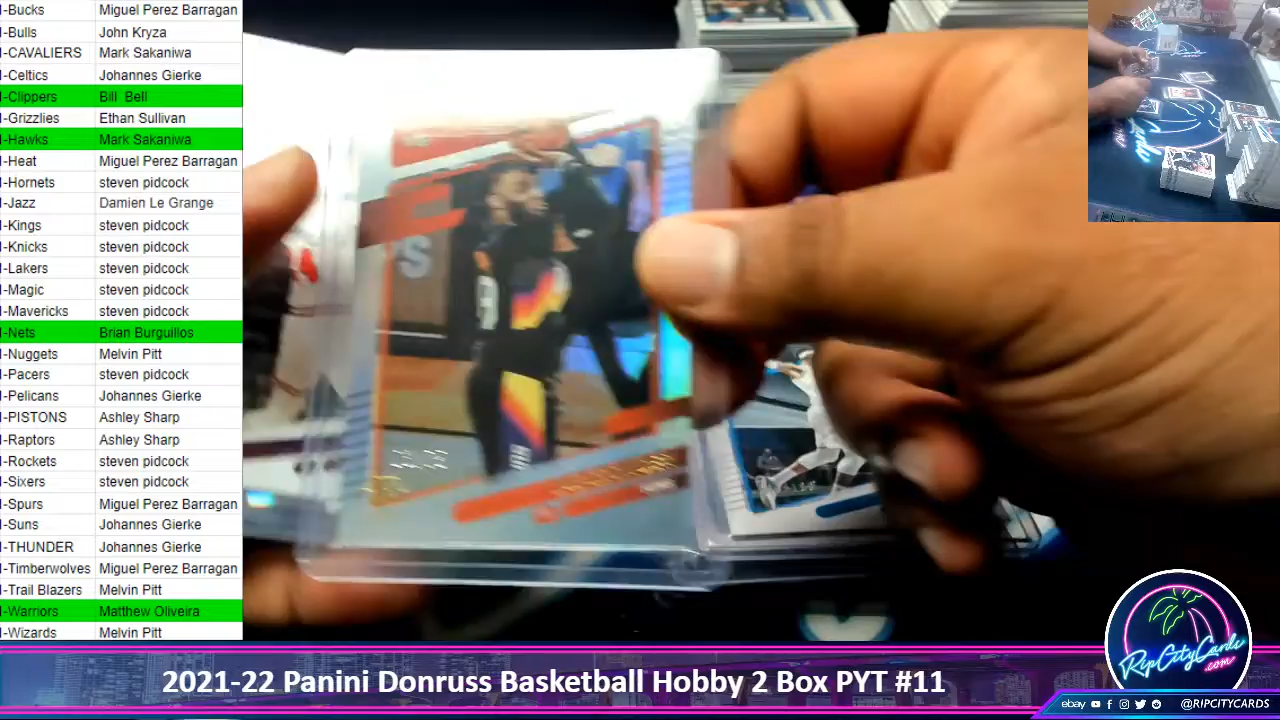 I-Bucks Miguel Perez Barragan
I-Bulls John Kryza
I-CAVALIERS Mark Sakaniwa
I-Celtics Johannes Gierke
I-Clippers Bill Bell
I-Grizzlies Ethan Sullivan
I-Hawks Mark Sakaniwa
I-Heat Miguel Perez Barragan
I-Hornets steven pidcock
I-Jazz Damien Le Grange
I-Kings steven pidcock
I-Knicks steven pidcock
I-Lakers steven pidcock
I-Magic steven pidcock
I-Mavericks steven pidcock
I-Nets Brian Burguillos
I-Nuggets Melvin Pitt
I-Pacers steven pidcock
I-Pelicans Johannes Gierke
I-PISTONS Ashley Sharp
I-Raptors Ashley Sharp
I-Rockets steven pidcock
I-Sixers steven pidcock
I-Spurs Miguel Perez Barragan
I-Suns Johannes Gierke
I-THUNDER Johannes Gierke
I-Timberwolves Miguel Perez Barragan
I-Trail Blazers Melvin Pitt
I-Warriors Matthew Oliveira
I-Wizards Melvin Pitt
RipCityCards
.com
2021-22 Panini Donruss Basketball Hobby 2 Box PYT #11
ebay @RIPCITYCARDS